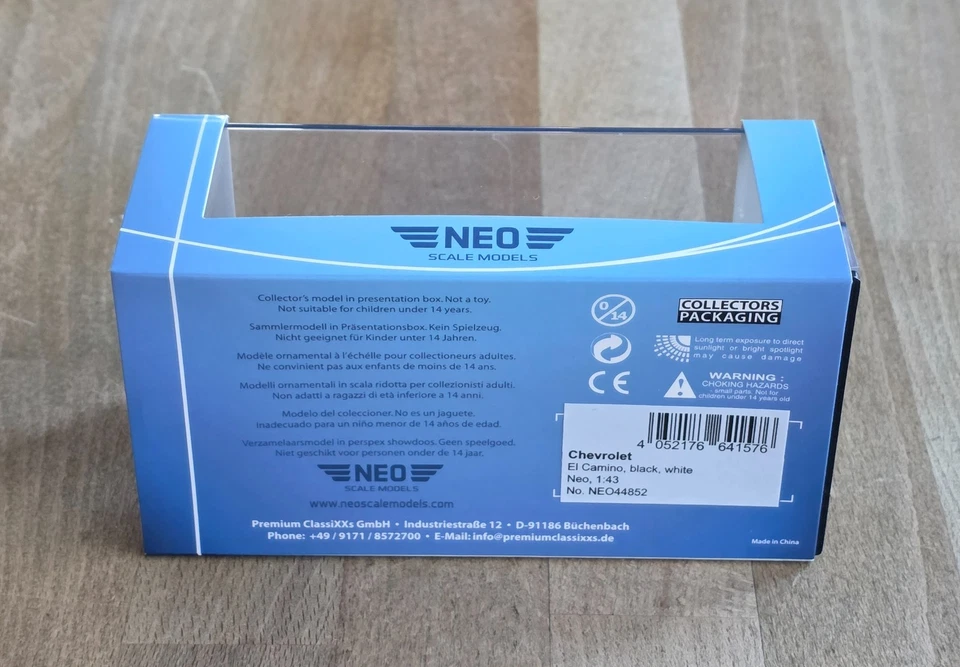 NEO
SCALE MODELS
Collector's model in presentation box. Not a toy.
Not suitable for children under 14 years.
Sammlermodell in Präsentationsbox. Kein Spielzeug.
Nicht geeignet für Kinder unter 14 Jahren.
Modèle ornamental à l'échelle pour collectioneurs adultes.
Ne convienient pas aux enfants de moins de 14 ans.
Modelli ornamentali in scala ridotta per collezionisti adulti.
Non adatti a ragazzi di età inferiore a 14 anni.
Modelo del coleccioner. No es un jaguete.
Inadecuado para un niño menor de 14 años de edad.
Verzamelaarsmodel in perspex showdoos. Geen speelgoed.
Niet geschikt voor personen onder de 14 jaar.
NEO
SCALE MODELS
www.neoscalemodels.com
Premium ClassiXXs GmbH • Industriestraße 12 • D-91186 Büchenbach
Phone: +49 / 9171 / 8572700 • E-Mail: info@premiumclassixxs.de
0/14
COLLECTORS
PACKAGING
Long term exposure to direct
sunlight or bright spotlight
may cause damage
CE
WARNING :
CHOKING HAZARDS
- small parts. Not for
children under 14 years old
4 052176 641576
Chevrolet
El Camino, black, white
Neo, 1:43
No. NEO44852
Made in China